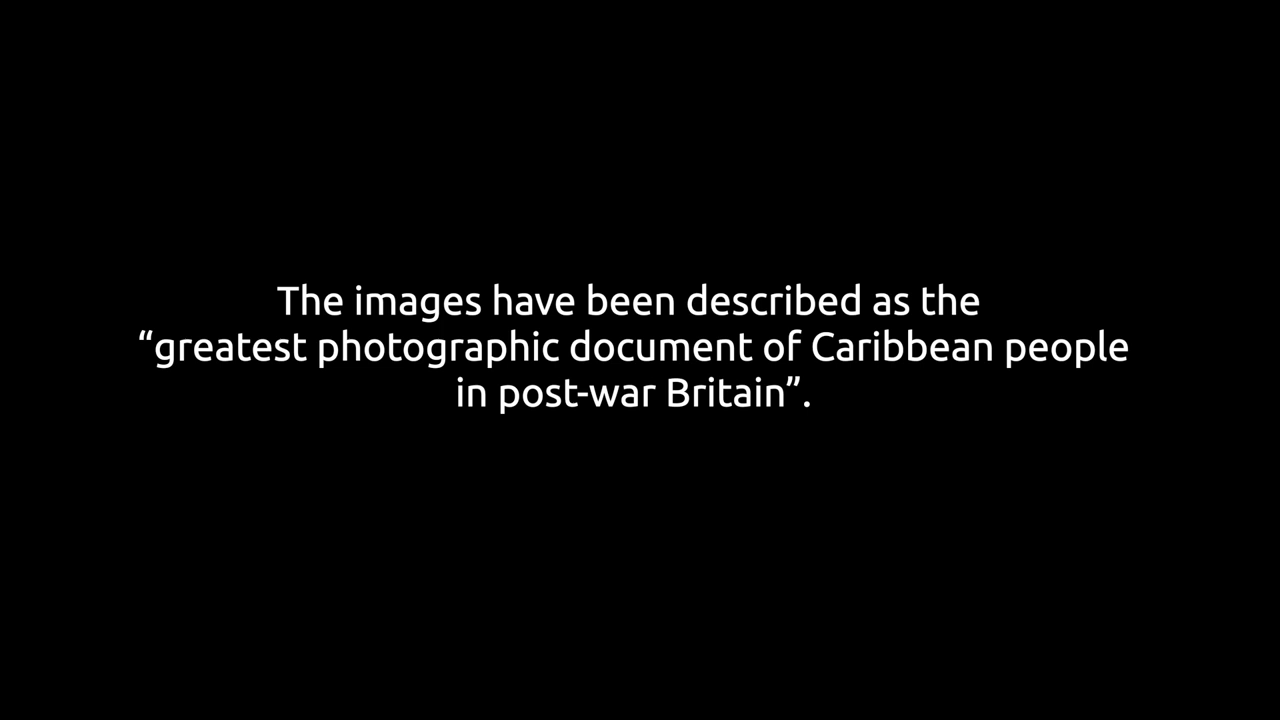 The images have been described as the
“greatest photographic document of Caribbean people
in post-war Britain”.